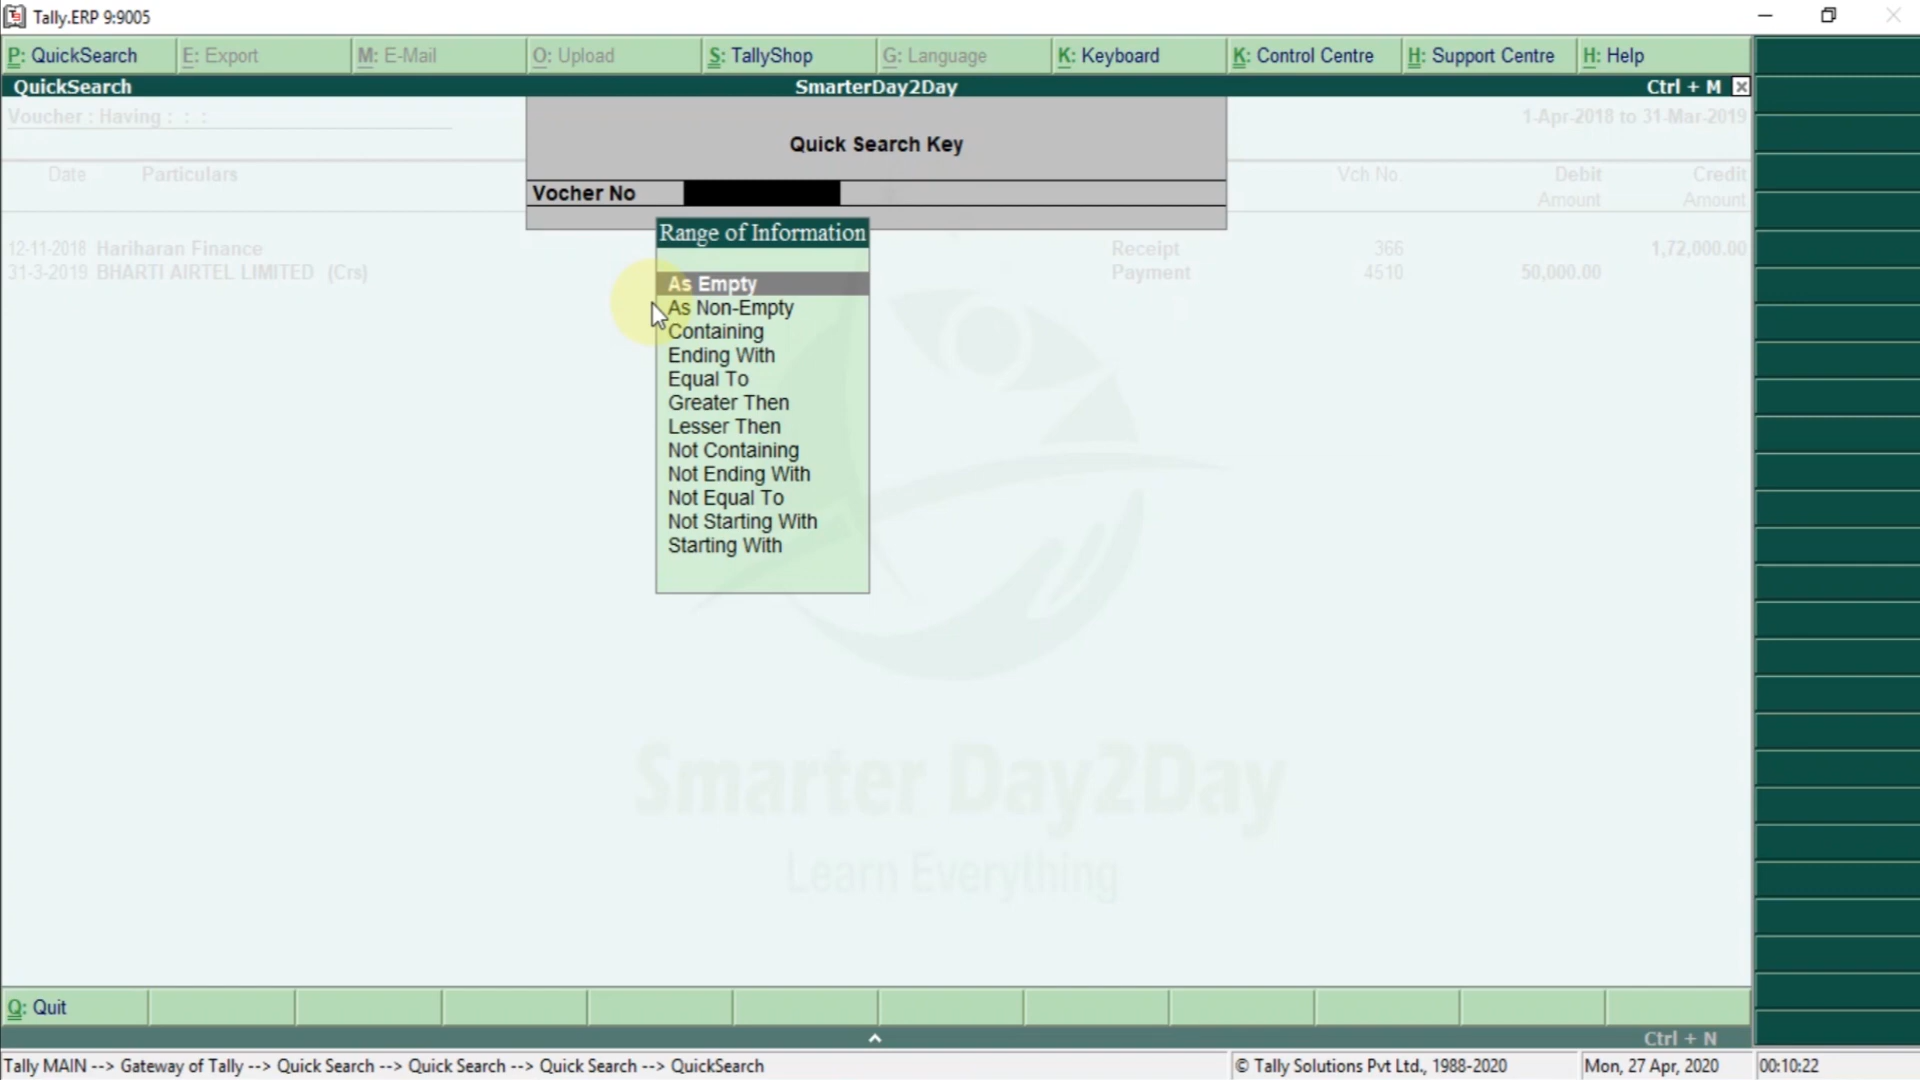 Tally.ERP 9:9005
P: QuickSearch E: Export M: E-Mail O: Upload S: TallyShop G: Language K: Keyboard K: Control Centre H: Support Centre H: Help
QuickSearch SmarterDay2Day Ctrl + M
Voucher : Having : : : 1-Apr-2018 to 31-Mar-2019
Quick Search Key
Date Particulars Vch No. Debit Credit
Amount Amount
Vocher No
Range of Information
12-11-2018 Hariharan Finance Receipt 366 1,72,000.00
31-3-2019 BHARTI AIRTEL LIMITED (Crs) Payment 4510 50,000.00
As Empty
As Non-Empty
Containing
Ending With
Equal To
Greater Then
Lesser Then
Not Containing
Not Ending With
Not Equal To
Not Starting With
Starting With
Smarter Day2Day
Learn Everything
Q: Quit
Ctrl + N
Tally MAIN --> Gateway of Tally --> Quick Search --> Quick Search --> Quick Search --> QuickSearch © Tally Solutions Pvt Ltd., 1988-2020 Mon, 27 Apr, 2020 00:10:22